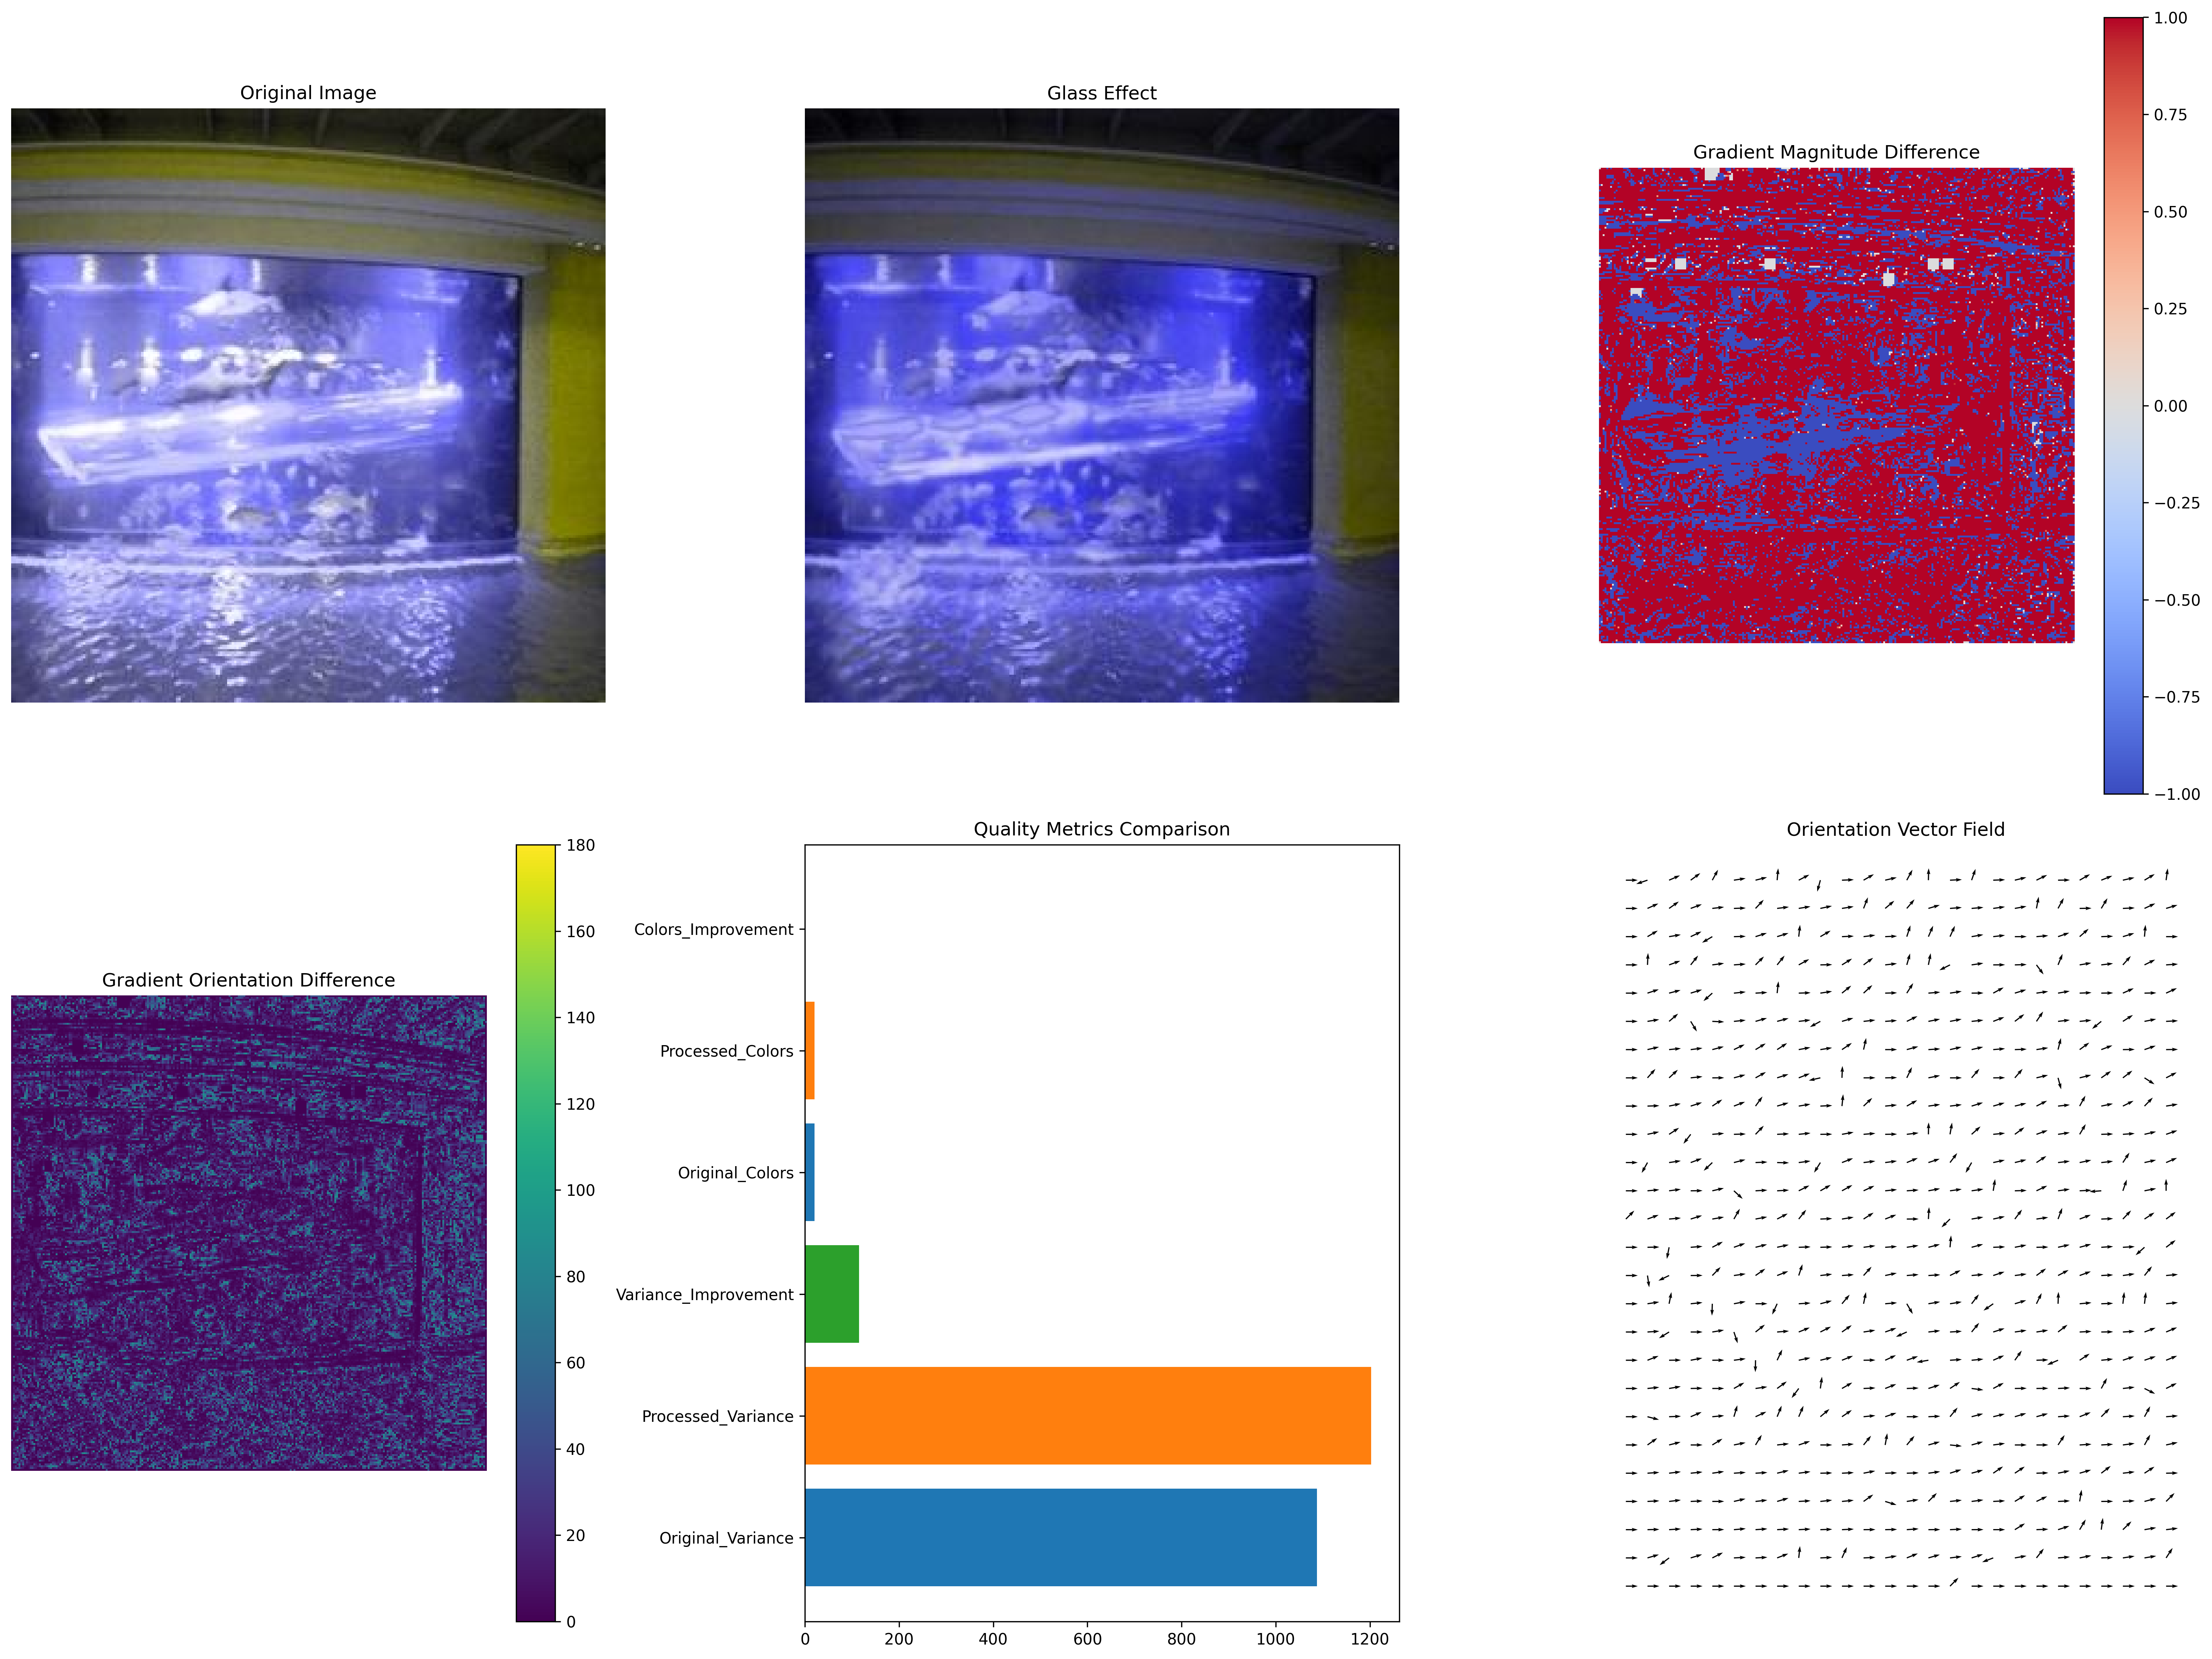 Original Image
Glass Effect
Gradient Magnitude Difference
1.00
0.75
0.50
0.25
0.00
−0.25
−0.50
−0.75
−1.00
Gradient Orientation Difference
180
160
140
120
100
80
60
40
20
0
Quality Metrics Comparison
Colors_Improvement
Processed_Colors
Original_Colors
Variance_Improvement
Processed_Variance
Original_Variance
0 200 400 600 800 1000 1200
Orientation Vector Field